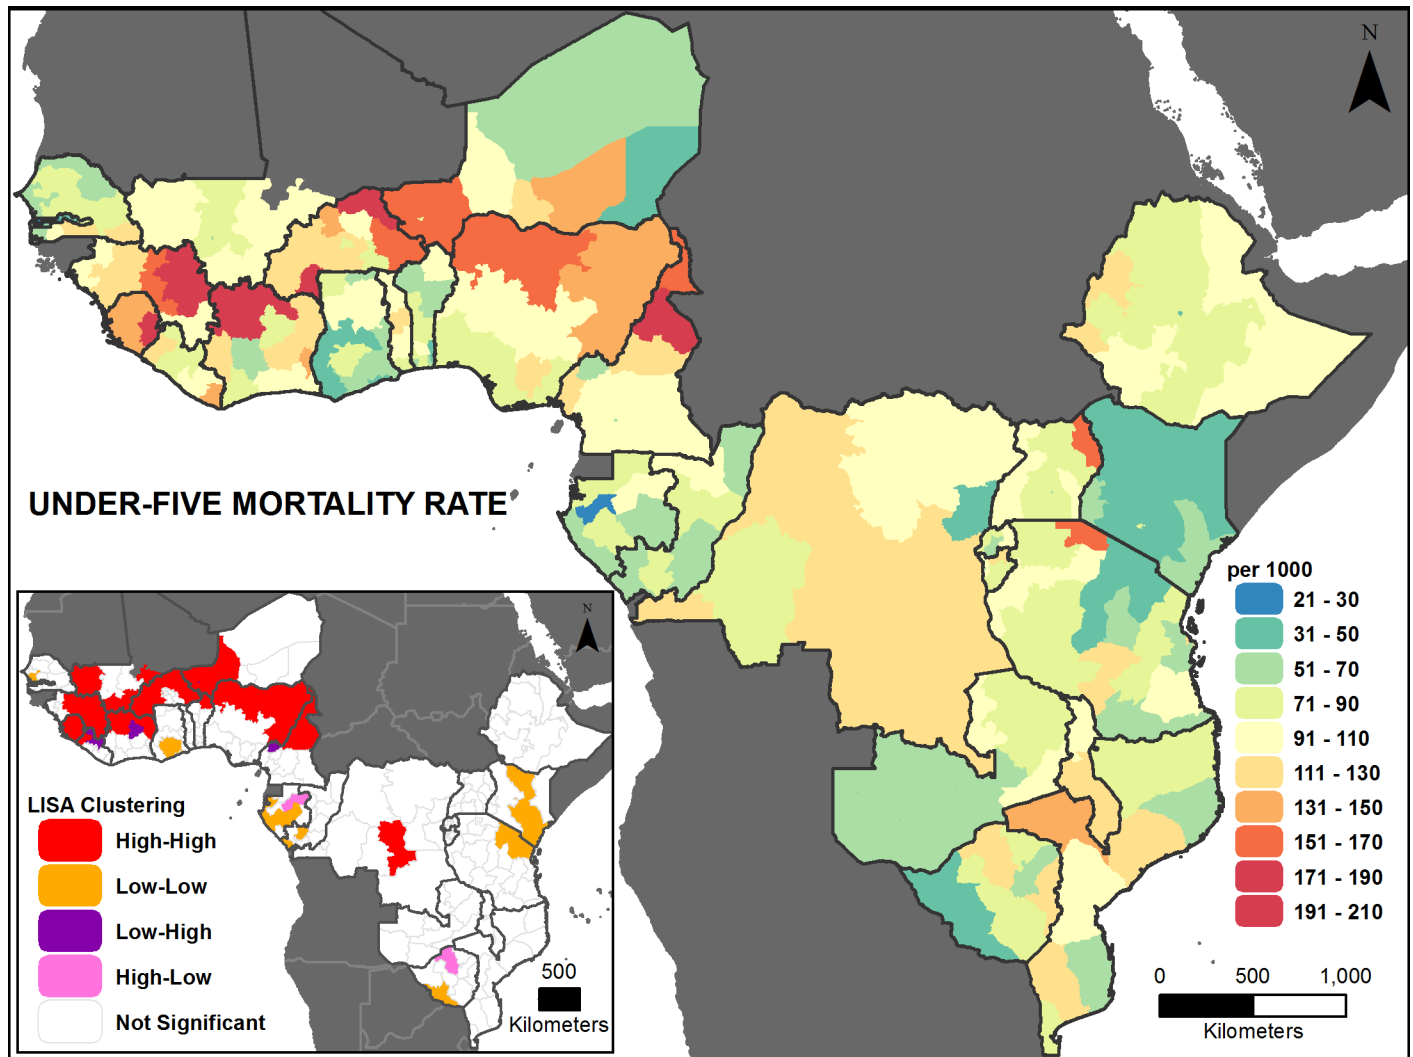 N
UNDER-FIVE MORTALITY RATE
per 1000
21 - 30
31 - 50
51 - 70
71 - 90
91 - 110
111 - 130
131 - 150
151 - 170
171 - 190
191 - 210
0 500 1,000
Kilometers
N
LISA Clustering
High-High
Low-Low
Low-High
High-Low
Not Significant
500
Kilometers